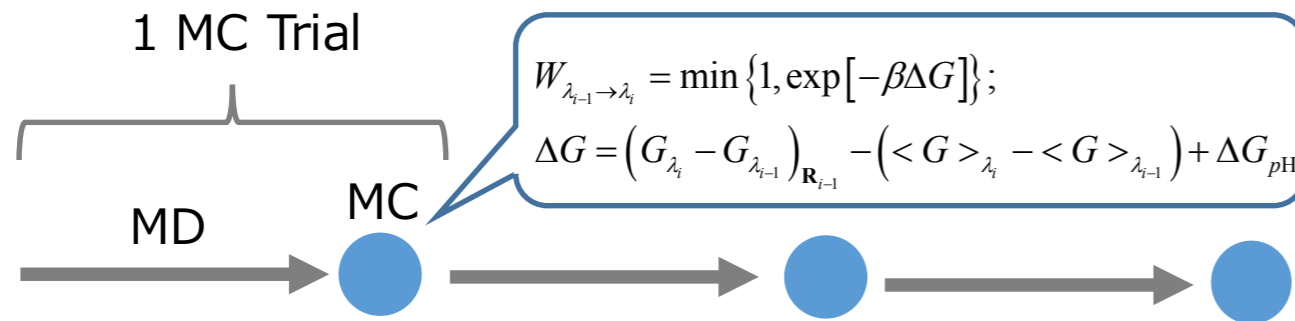 1 MC Trial
W_{λ_{i−1}→λ_i} = min{1, exp[−βΔG]};
ΔG = (G_{λ_i} − G_{λ_{i−1}})_{R_{i−1}} − (<G>_{λ_i} − <G>_{λ_{i−1}}) + ΔG_{pH}
MC
MD